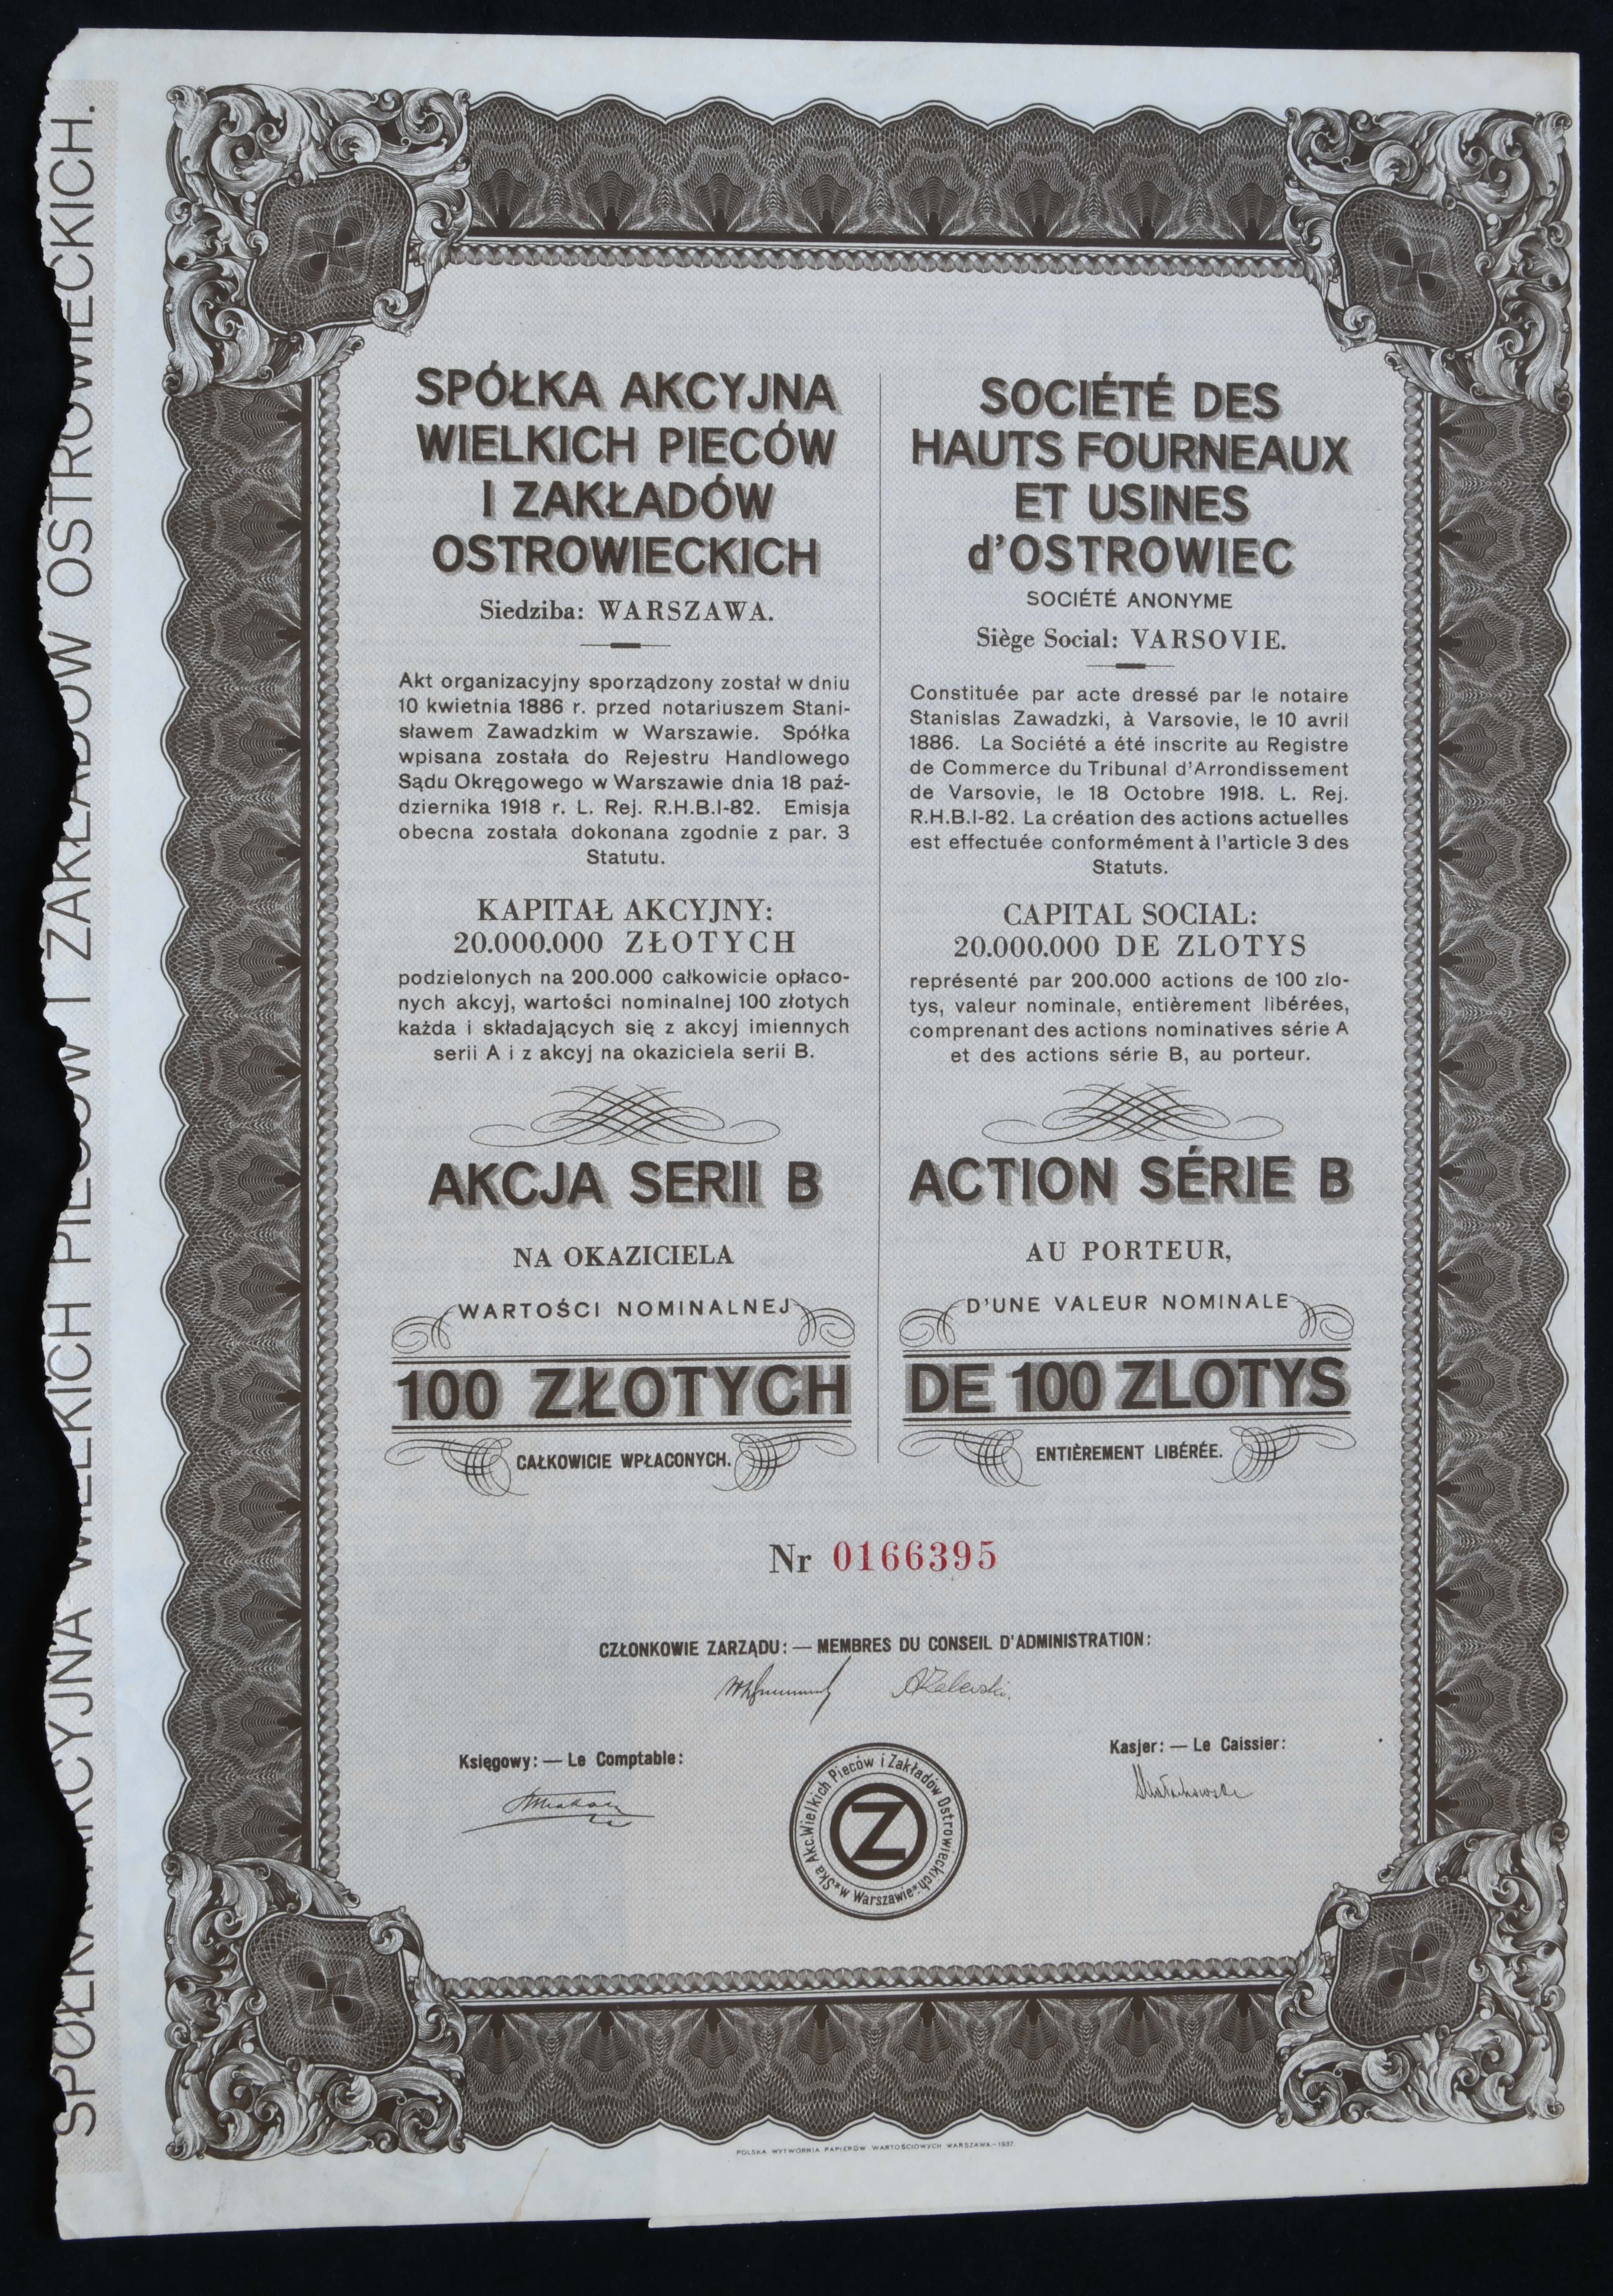 SPÓŁKA AKCYJNA WIELKICH PIECÓW I ZAKŁADÓW OSTROWIECKICH.
SPÓŁKA AKCYJNA
WIELKICH PIECÓW
I ZAKŁADÓW
OSTROWIECKICH
Siedziba: WARSZAWA.
Akt organizacyjny sporządzony został w dniu
10 kwietnia 1886 r. przed notariuszem Stani-
sławem Zawadzkim w Warszawie. Spółka
wpisana została do Rejestru Handlowego
Sądu Okręgowego w Warszawie dnia 18 paź-
dziernika 1918 r. L. Rej. R.H.B.I-82. Emisja
obecna została dokonana zgodnie z par. 3
Statutu.
KAPITAŁ AKCYJNY:
20.000.000 ZŁOTYCH
podzielonych na 200.000 całkowicie opłaco-
nych akcyj, wartości nominalnej 100 złotych
każda i składających się z akcyj imiennych
serii A i z akcyj na okaziciela serii B.
AKCJA SERII B
NA OKAZICIELA
WARTOŚCI NOMINALNEJ
100 ZŁOTYCH
CAŁKOWICIE WPŁACONYCH.
SOCIÉTÉ DES
HAUTS FOURNEAUX
ET USINES
d'OSTROWIEC
SOCIÉTÉ ANONYME
Siège Social: VARSOVIE.
Constituée par acte dressé par le notaire
Stanislas Zawadzki, à Varsovie, le 10 avril
1886. La Société a été inscrite au Registre
de Commerce du Tribunal d'Arrondissement
de Varsovie, le 18 Octobre 1918. L. Rej.
R.H.B.I-82. La création des actions actuelles
est effectuée conformément à l'article 3 des
Statuts.
CAPITAL SOCIAL:
20.000.000 DE ZLOTYS
représenté par 200.000 actions de 100 zlo-
tys, valeur nominale, entièrement libérées,
comprenant des actions nominatives série A
et des actions série B, au porteur.
ACTION SÉRIE B
AU PORTEUR,
D'UNE VALEUR NOMINALE
DE 100 ZLOTYS
ENTIÈREMENT LIBÉRÉE.
Nr 0166395
CZŁONKOWIE ZARZĄDU: — MEMBRES DU CONSEIL D'ADMINISTRATION:
Księgowy: — Le Comptable:
Kasjer: — Le Caissier:
Ska Akc. Wielkich Pieców i Zakładów Ostrowieckich
* w Warszawie *
Z
POLSKA WYTWÓRNIA PAPIERÓW WARTOŚCIOWYCH WARSZAWA.-1937.